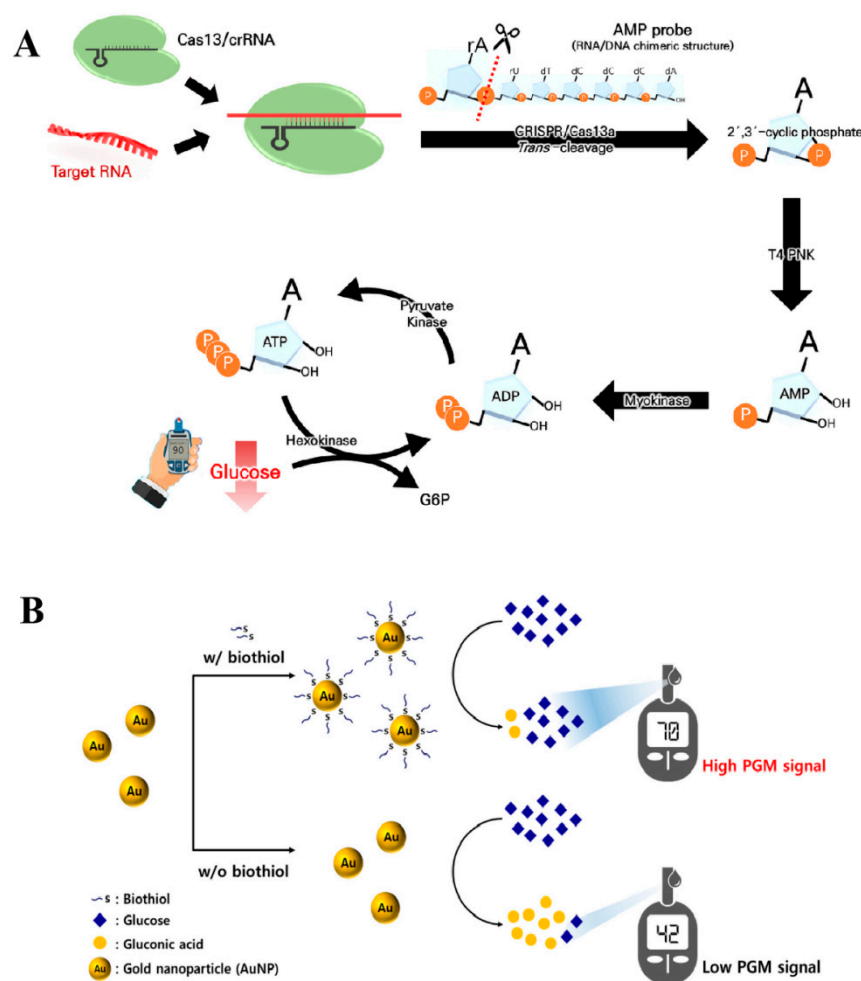 A
Cas13/crRNA
Target RNA
AMP probe
(RNA/DNA chimeric structure)
rA
rU
dT
dC
dC
dC
dA
P
P
OH
CRISPR/Cas13a
Trans-cleavage
A
2′,3′-cyclic phosphate
P
P
T4 PNK
A
AMP
P
OH
OH
Myokinase
A
ADP
P
P
OH
OH
Pyruvate
Kinase
A
ATP
P
P
P
OH
OH
Hexokinase
90
Glucose
G6P
B
w/ biothiol
s
s
Au
Au
Au
s
s
s
s
s
s
s
s
Au
s
s
s
s
s
s
s
s
Au
s
s
s
s
s
s
s
s
Au
70
High PGM signal
w/o biothiol
Au
Au
Au
42
Low PGM signal
s : Biothiol
: Glucose
: Gluconic acid
Au : Gold nanoparticle (AuNP)